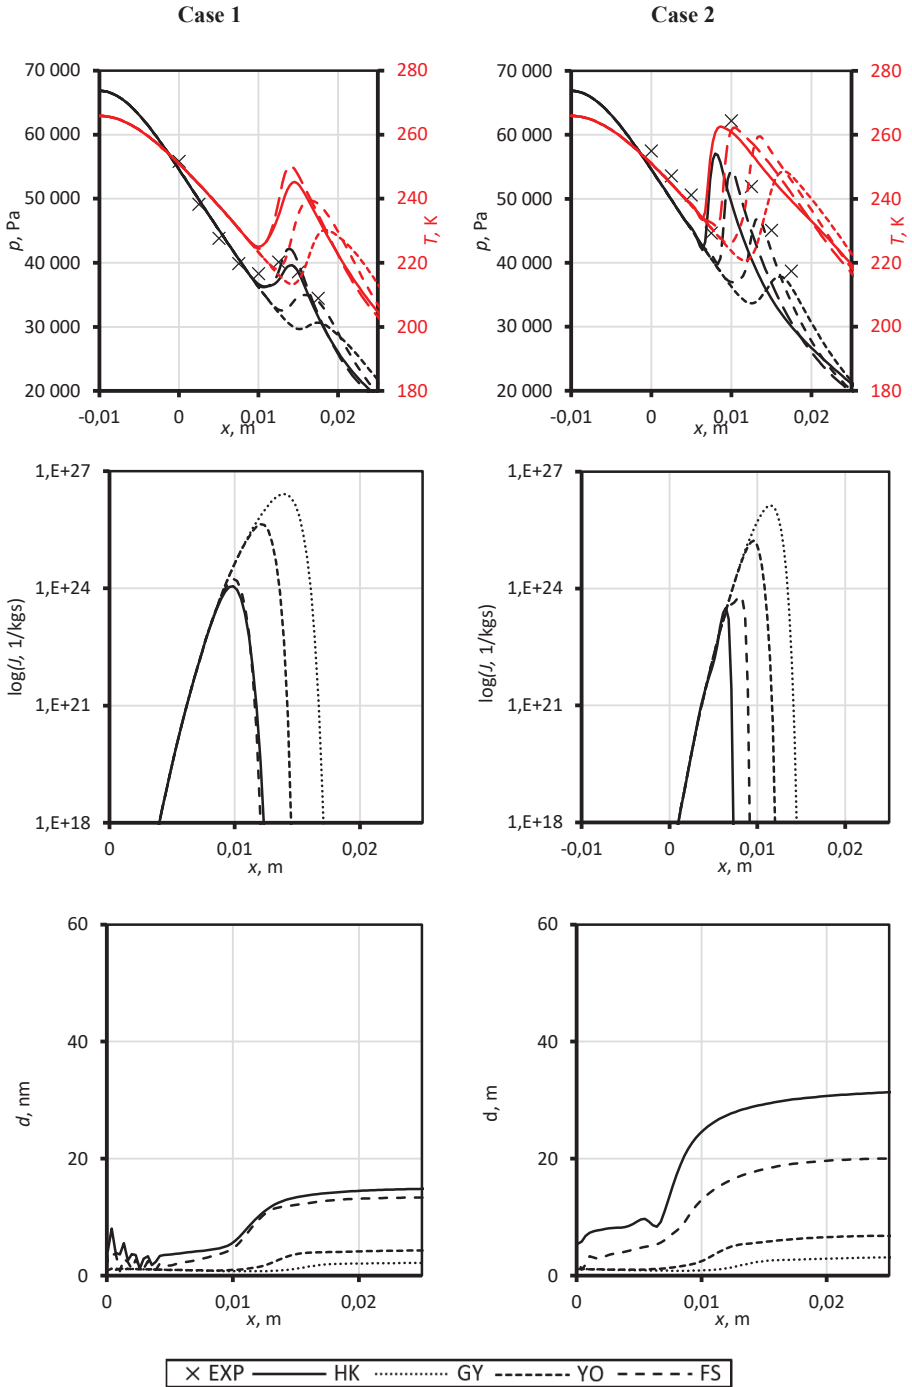 Case 1
Case 2
70 000
60 000
50 000
40 000
30 000
20 000
p, Pa
280
260
240
220
200
180
T, K
-0,01
0
0,01
0,02
x, m
70 000
60 000
50 000
40 000
30 000
20 000
p, Pa
280
260
240
220
200
180
T, K
-0,01
0
0,01
0,02
x, m
1,E+27
1,E+24
1,E+21
1,E+18
log(J, 1/kgs)
0
0,01
0,02
x, m
1,E+27
1,E+24
1,E+21
1,E+18
log(J, 1/kgs)
-0,01
0
0,01
0,02
x, m
60
40
20
0
d, nm
0
0,01
0,02
x, m
60
40
20
0
d, m
0
0,01
0,02
x, m
EXP HK GY YO FS